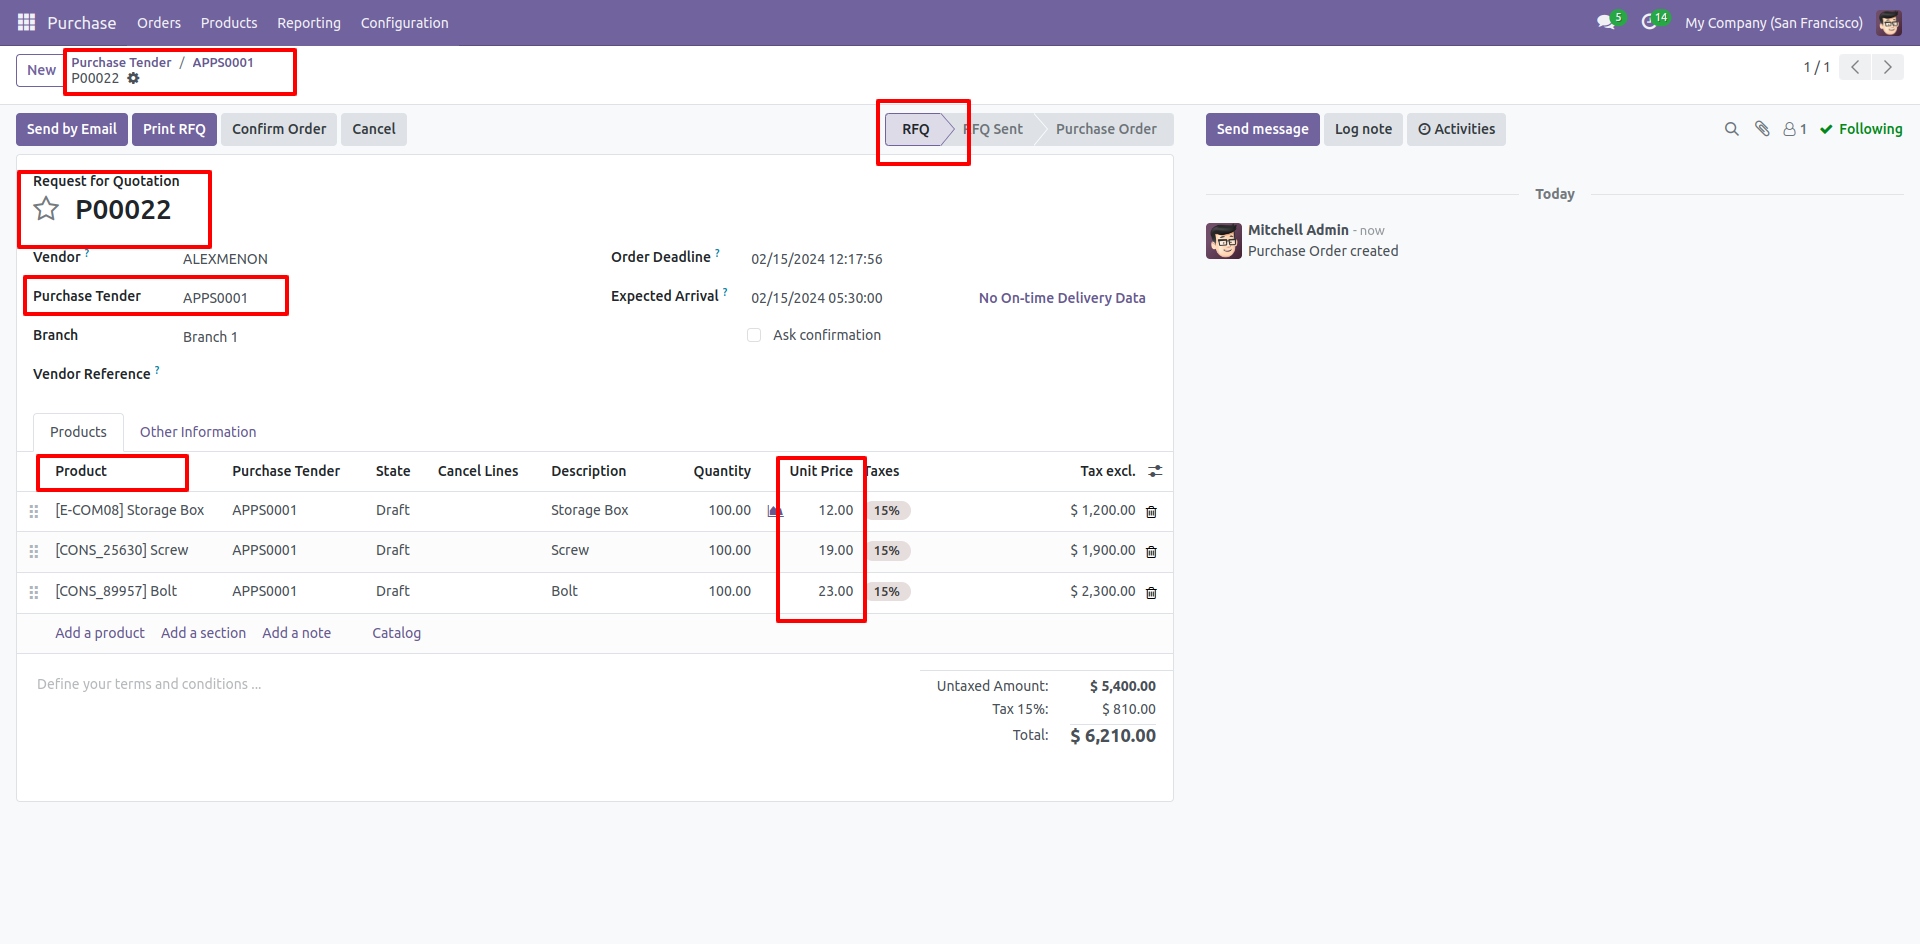 Purchase Orders Products Reporting Configuration 5 14 My Company (San Francisco)
New Purchase Tender / APPS0001
P00022
1 / 1
Send by Email Print RFQ Confirm Order Cancel RFQ RFQ Sent Purchase Order Send message Log note Activities 1 Following
Request for Quotation
P00022
Today
Mitchell Admin - now
Purchase Order created
Vendor ? ALEXMENON Order Deadline ? 02/15/2024 12:17:56
Purchase Tender APPS0001 Expected Arrival ? 02/15/2024 05:30:00 No On-time Delivery Data
Branch Branch 1 Ask confirmation
Vendor Reference ?
Products Other Information
Product Purchase Tender State Cancel Lines Description Quantity Unit Price Taxes Tax excl.
[E-COM08] Storage Box APPS0001 Draft Storage Box 100.00 12.00 15% $ 1,200.00
[CONS_25630] Screw APPS0001 Draft Screw 100.00 19.00 15% $ 1,900.00
[CONS_89957] Bolt APPS0001 Draft Bolt 100.00 23.00 15% $ 2,300.00
Add a product Add a section Add a note Catalog
Define your terms and conditions ...
Untaxed Amount: $ 5,400.00
Tax 15%: $ 810.00
Total: $ 6,210.00